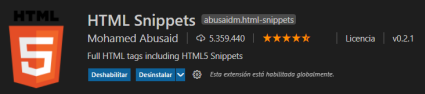 HTML
5
HTML Snippets abusaidm.html-snippets
Mohamed Abusaid 5.359.440 Licencia v0.2.1
Full HTML tags including HTML5 Snippets
Deshabilitar Desinstalar Esta extensión está habilitada globalmente.